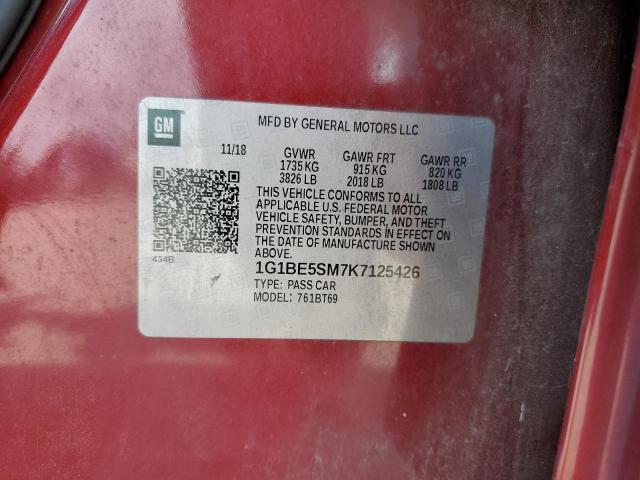 GM
MFD BY GENERAL MOTORS LLC
11/18 GVWR GAWR FRT GAWR RR
1735 KG 915 KG 820 KG
3826 LB 2018 LB 1808 LB
THIS VEHICLE CONFORMS TO ALL
APPLICABLE U.S. FEDERAL MOTOR
VEHICLE SAFETY, BUMPER, AND THEFT
PREVENTION STANDARDS IN EFFECT ON
THE DATE OF MANUFACTURE SHOWN
ABOVE.
434B
1G1BE5SM7K7125426
TYPE: PASS CAR
MODEL: 761BT69